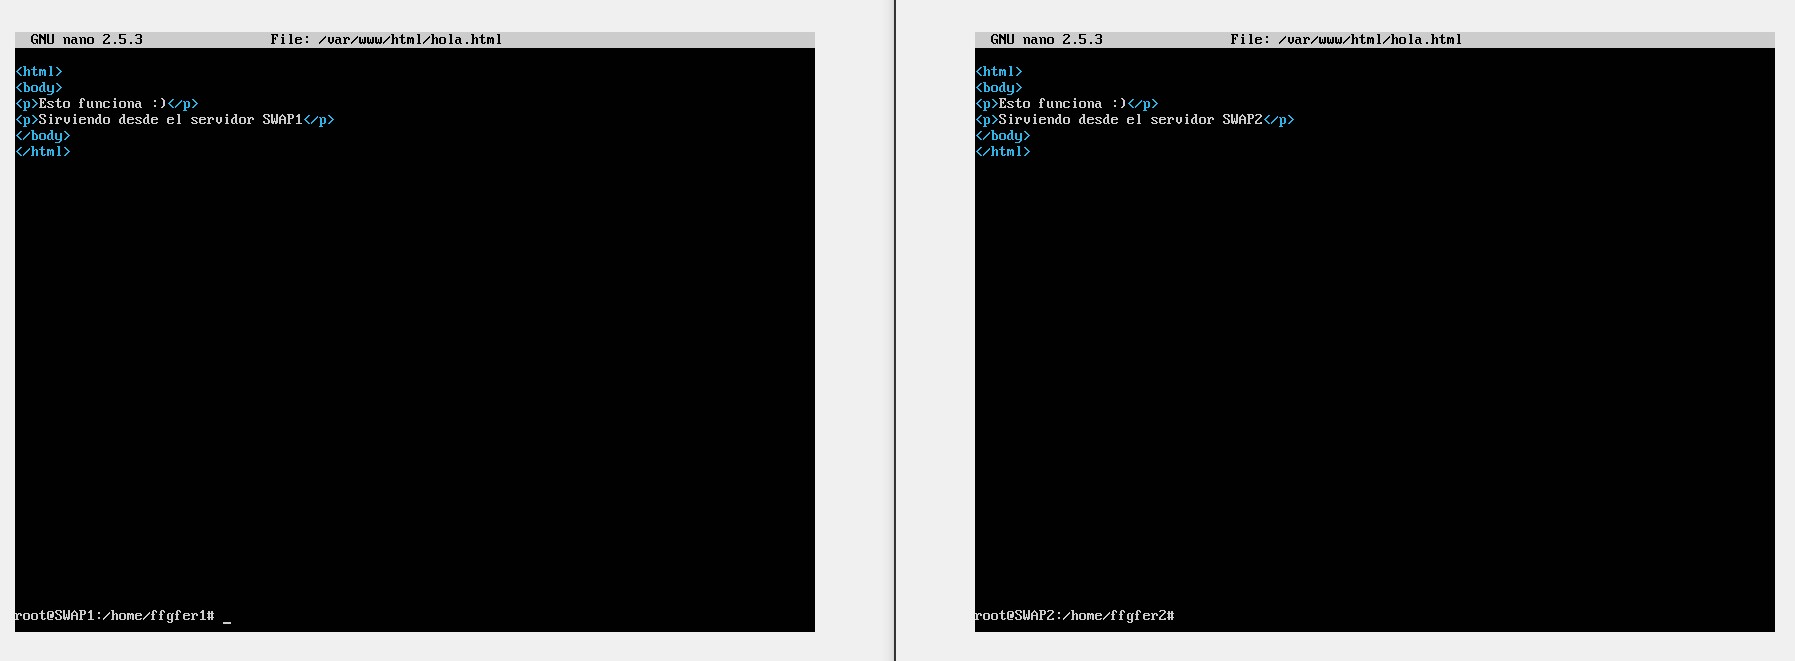 GNU nano 2.5.3 File: /var/www/html/hola.html
<html>
<body>
<p>Esto funciona :)</p>
<p>Sirviendo desde el servidor SWAP1</p>
</body>
</html>
root@SWAP1:/home/ffgfer1# _
GNU nano 2.5.3 File: /var/www/html/hola.html
<html>
<body>
<p>Esto funciona :)</p>
<p>Sirviendo desde el servidor SWAP2</p>
</body>
</html>
root@SWAP2:/home/ffgfer2#